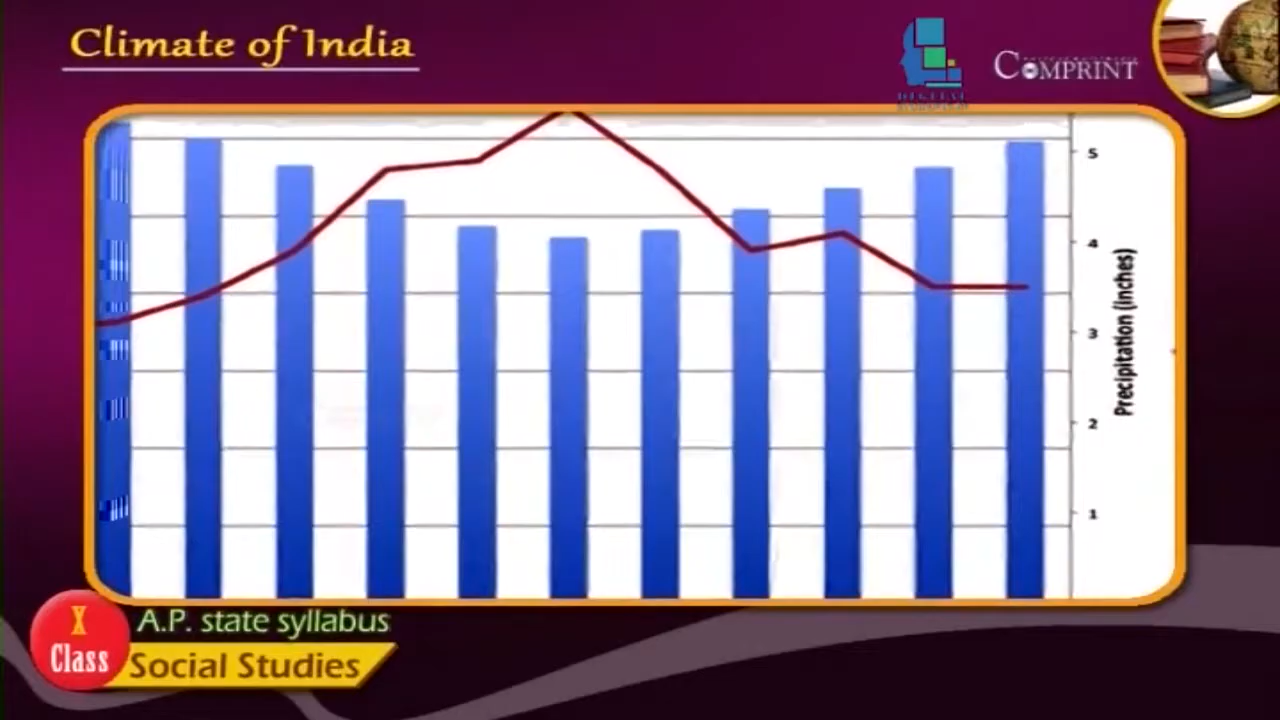 Climate of India
COMPRINT
5
4
3
2
1
Precipitation (inches)
X
Class
A.P. state syllabus
Social Studies